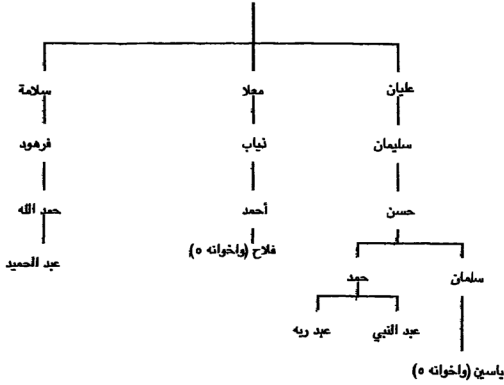 عليان
معلا
سلامة
سليمان
نياب
فرهود
حسن
أحمد
حمد الله
فلاح (واخوانه ٥)
عبد الحميد
سلمان
حمد
عبد النبي
عبد ربه
ياسين (واخوانه ٥)